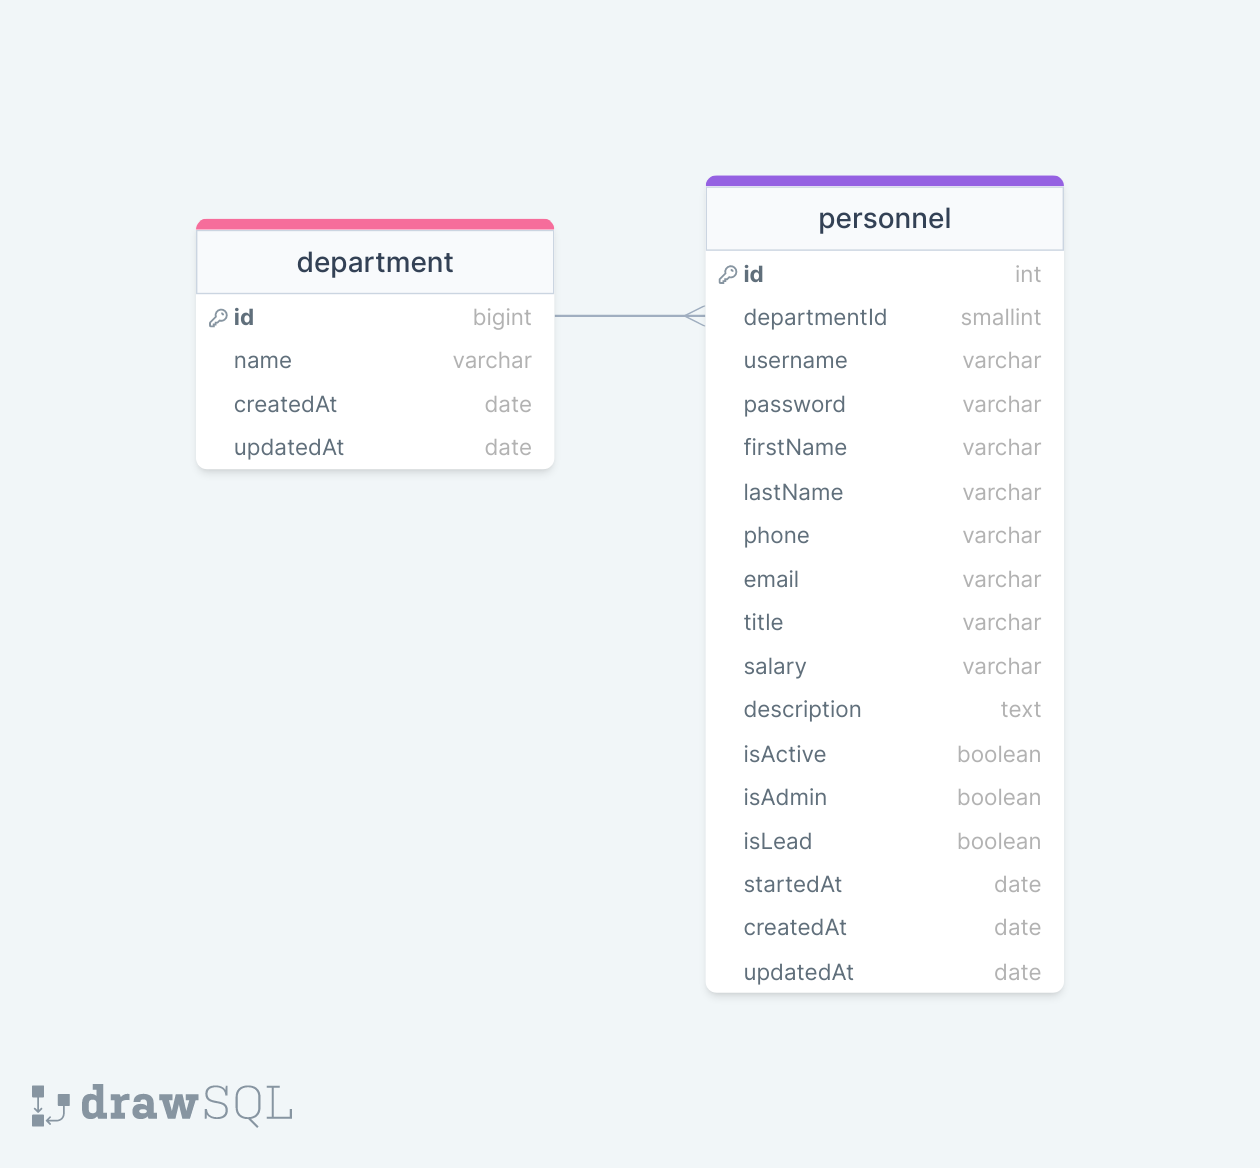 department
id bigint
name varchar
createdAt date
updatedAt date
personnel
id int
departmentId smallint
username varchar
password varchar
firstName varchar
lastName varchar
phone varchar
email varchar
title varchar
salary varchar
description text
isActive boolean
isAdmin boolean
isLead boolean
startedAt date
createdAt date
updatedAt date
drawSQL